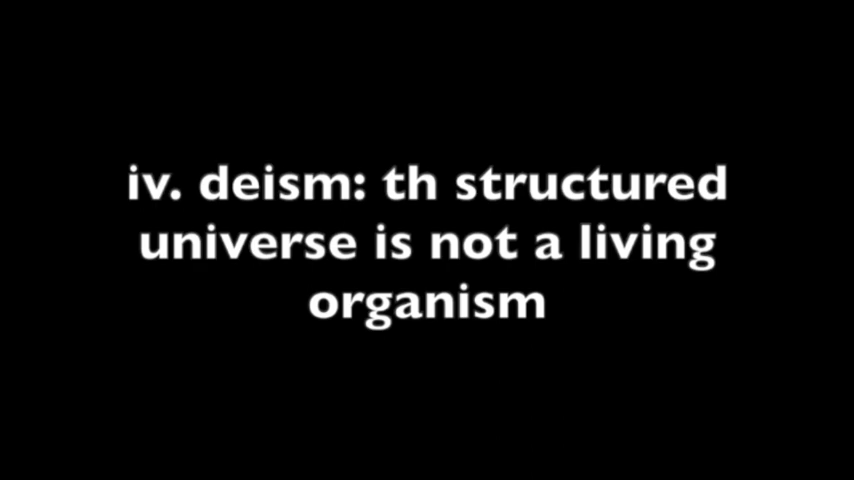 iv. deism: th structured
universe is not a living
organism